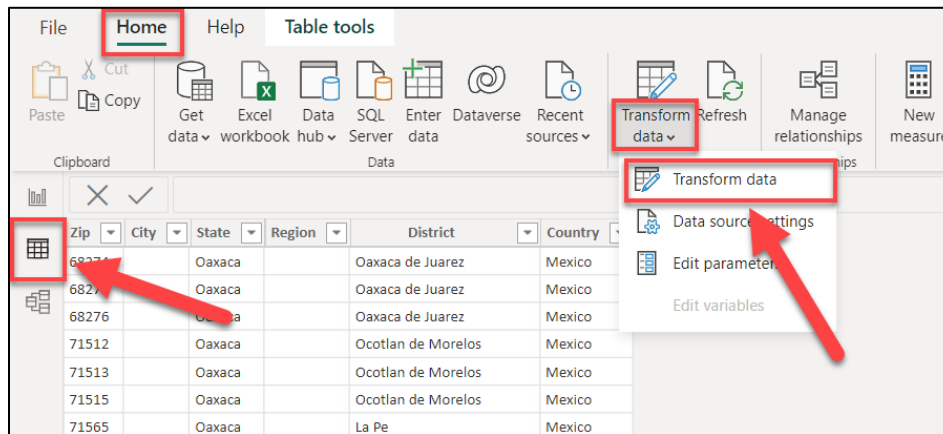 File Home Help Table tools
Cut
Paste Copy
Get data Excel workbook Data hub SQL Server Enter data Dataverse Recent sources Transform data Refresh Manage relationships New
Clipboard Data
Transform data
Data source settings
Edit
Edit variables
Zip City State Region District Country
Oaxaca Oaxaca de Juarez Mexico
Oaxaca de Juarez Mexico
68276 Oaxaca de Juarez Mexico
71512 Oaxaca Ocotlan de Morelos Mexico
71513 Oaxaca Ocotlan de Morelos Mexico
71515 Oaxaca Ocotlan de Morelos Mexico
71565 Oaxaca La Pe Mexico